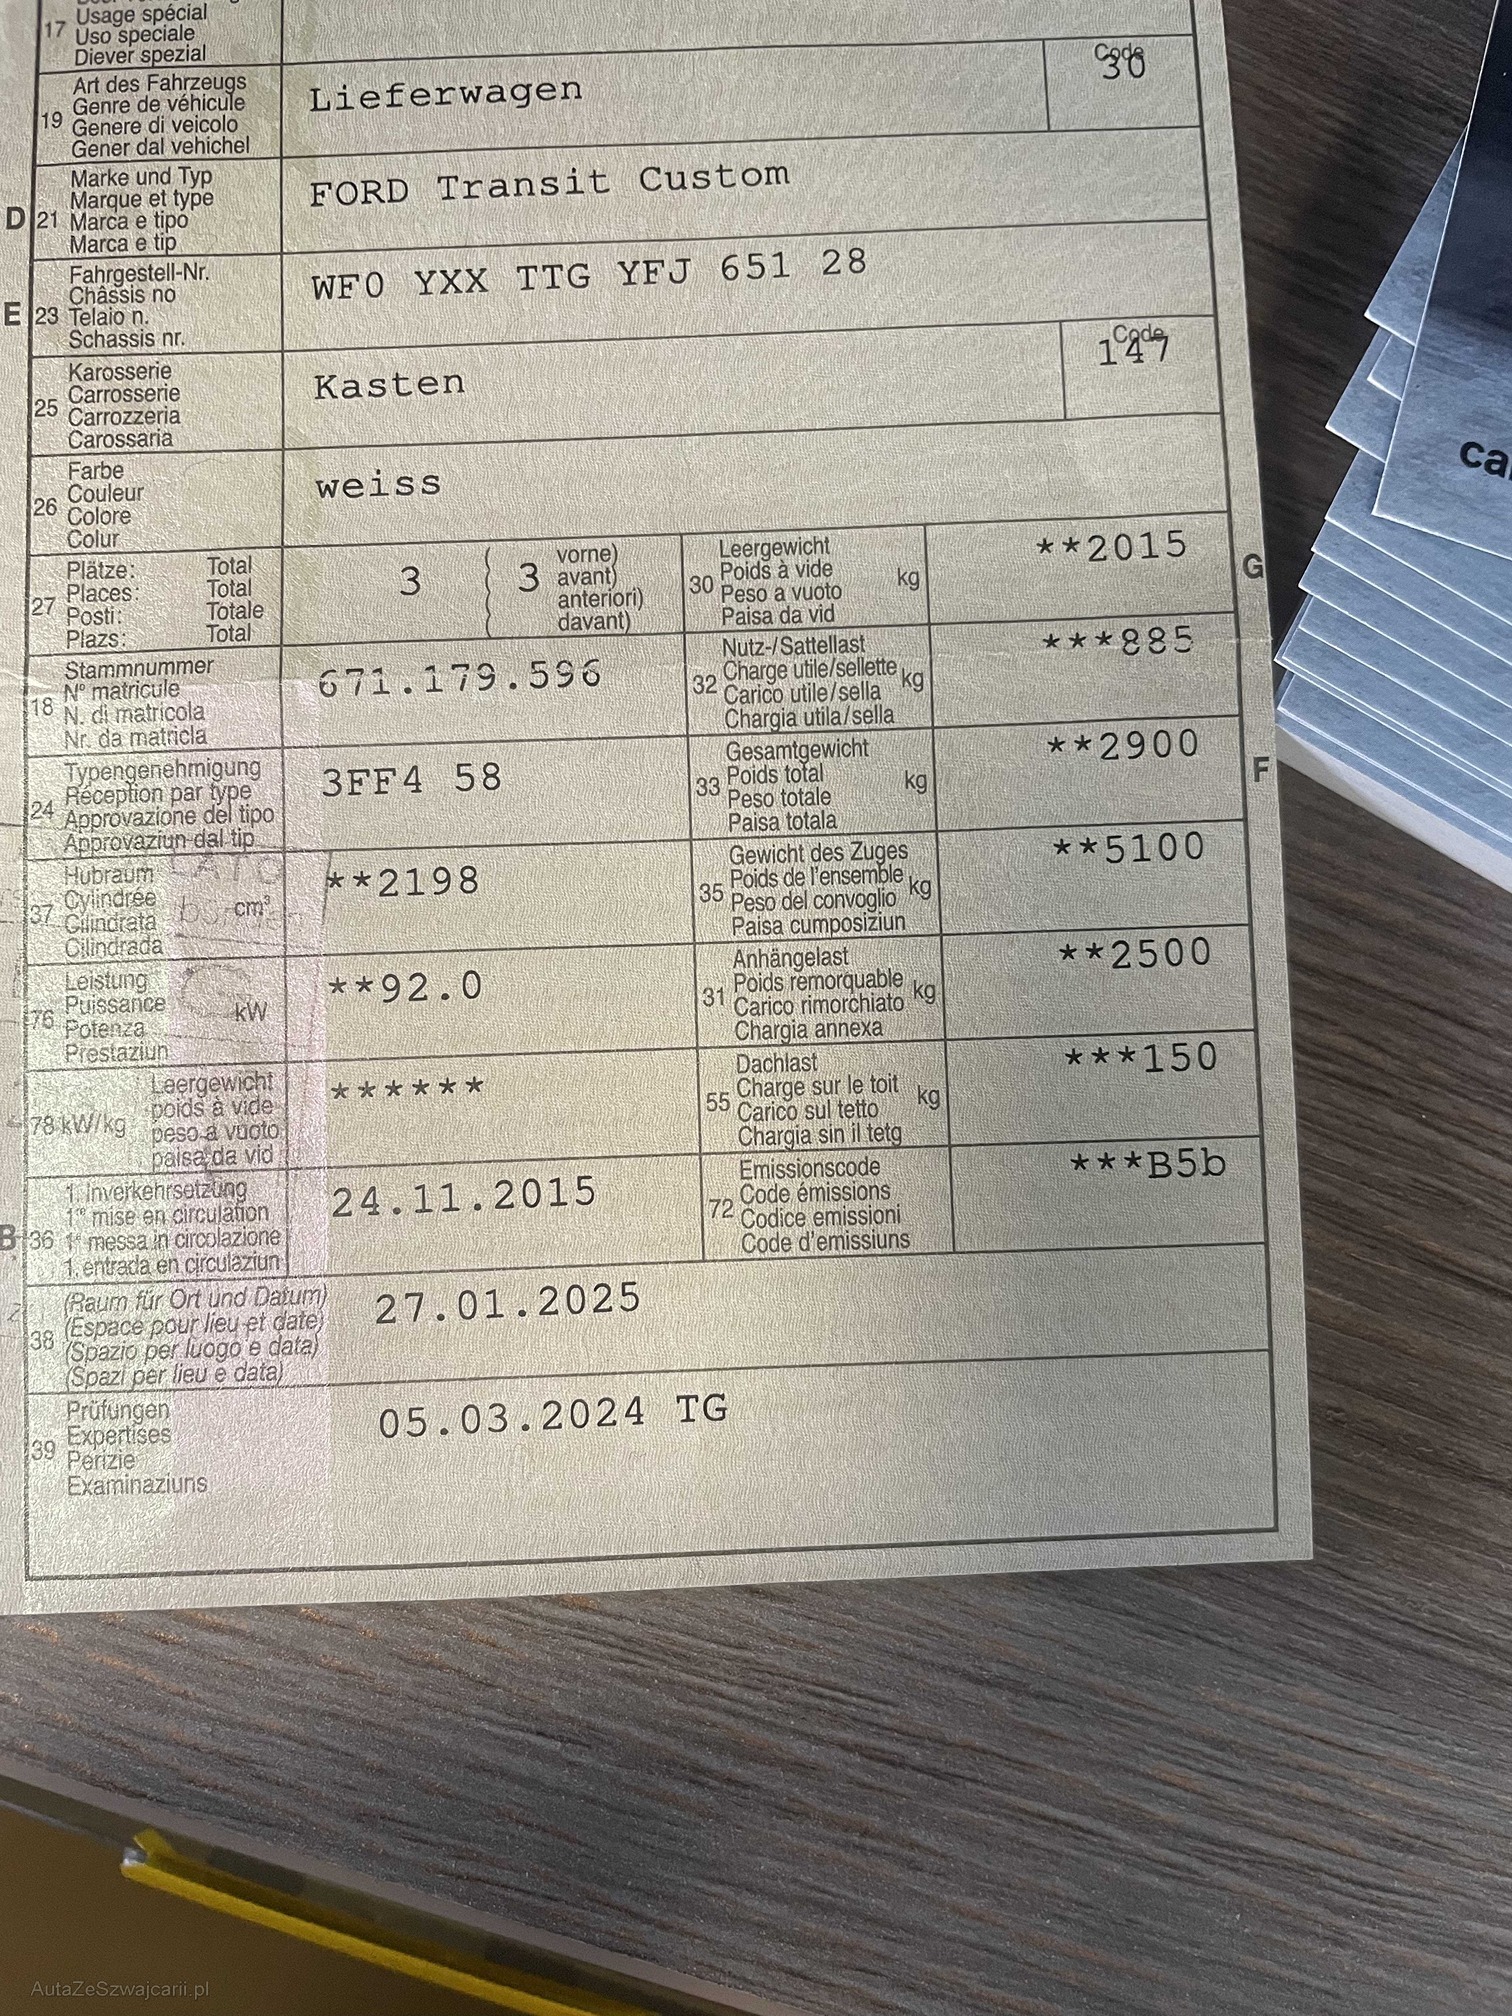 17 Usage spécial
Uso speciale
Diever spezial
19 Art des Fahrzeugs
Genre de véhicule
Genere di veicolo
Gener dal vehichel
Lieferwagen
Code
30
D 21 Marke und Typ
Marque et type
Marca e tipo
Marca e tip
FORD Transit Custom
E 23 Fahrgestell-Nr.
Châssis no
Telaio n.
Schassis nr.
WF0 YXX TTG YFJ 651 28
25 Karosserie
Carrosserie
Carrozzeria
Carossaria
Kasten
Code
147
26 Farbe
Couleur
Colore
Colur
weiss
27 Plätze: Total
Places: Total
Posti: Totale
Plazs: Total
3 ( 3 vorne)
avant)
anteriori)
davant)
30 Leergewicht
Poids à vide kg
Peso a vuoto
Paisa da vid
**2015
G
18 Stammnummer
N° matricule
N. di matricola
Nr. da matricla
671.179.596
32 Nutz-/Sattellast
Charge utile/sellette kg
Carico utile/sella
Chargia utila/sella
***885
24 Typengenehmigung
Réception par type
Approvazione del tipo
Approvaziun dal tip
3FF4 58
33 Gesamtgewicht
Poids total kg
Peso totale
Paisa totala
**2900
F
37 Hubraum
Cylindrée cm³
Cilindrata
Cilindrada
**2198
35 Gewicht des Zuges
Poids de l'ensemble kg
Peso del convoglio
Paisa cumposiziun
**5100
76 Leistung
Puissance kW
Potenza
Prestaziun
**92.0
31 Anhängelast
Poids remorquable kg
Carico rimorchiato
Chargia annexa
**2500
78 kW/kg Leergewicht
poids à vide
peso a vuoto
paisa da vid
******
55 Dachlast
Charge sur le toit kg
Carico sul tetto
Chargia sin il tetg
***150
B 36 1. Inverkehrsetzung
1re mise en circulation
1a messa in circolazione
1. entrada en circulaziun
24.11.2015
72 Emissionscode
Code émissions
Codice emissioni
Code d'emissiuns
***B5b
38 (Raum für Ort und Datum)
(Espace pour lieu et date)
(Spazio per luogo e data)
(Spazi per lieu e data)
27.01.2025
39 Prüfungen
Expertises
Perizie
Examinaziuns
05.03.2024 TG
AutaZeSzwajcarii.pl